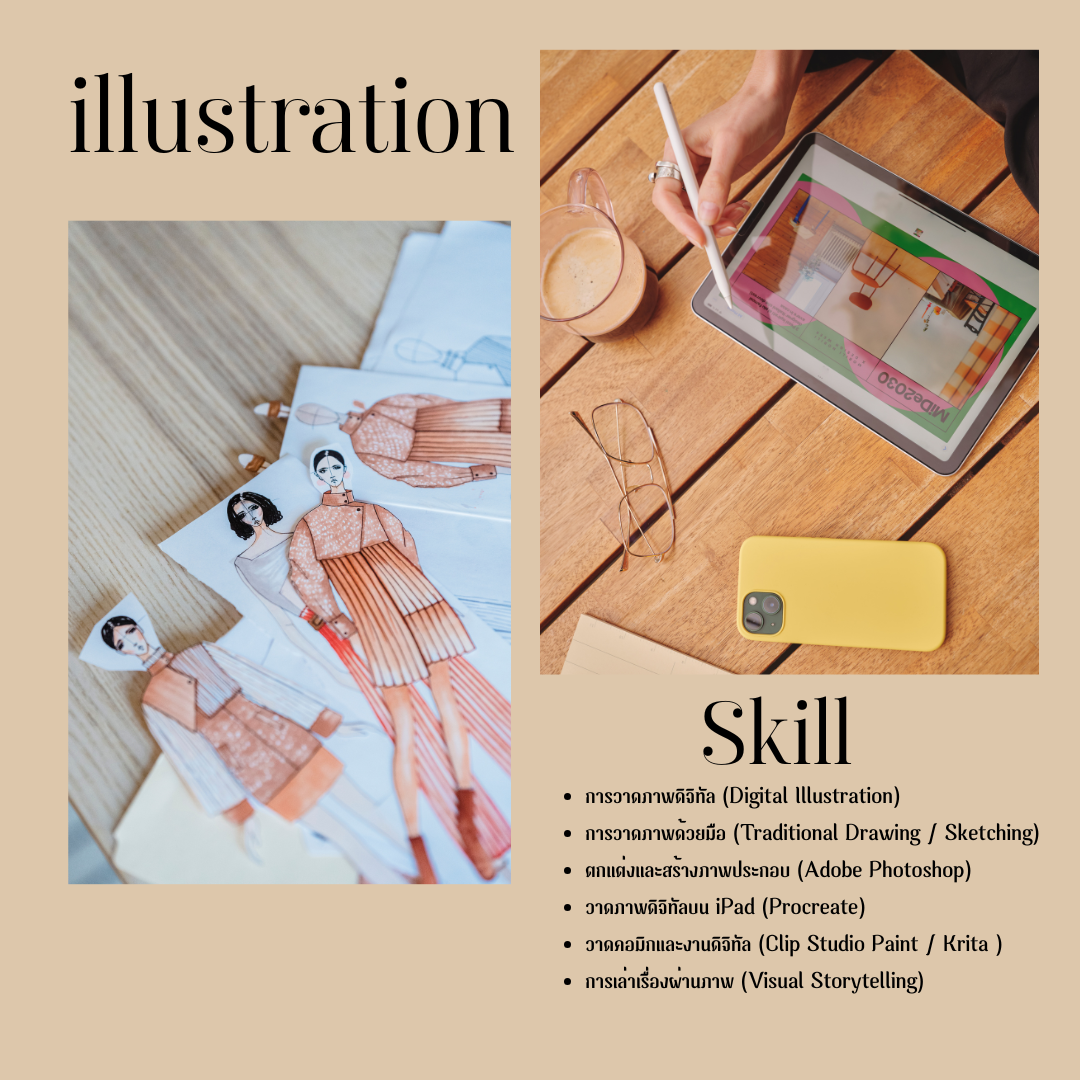 illustration
MiDe2030
Skill
• การวาดภาพดิจิทัล (Digital Illustration)
• การวาดภาพด้วยมือ (Traditional Drawing / Sketching)
• ตกแต่งและสร้างภาพประกอบ (Adobe Photoshop)
• วาดภาพดิจิทัลบน iPad (Procreate)
• วาดคอมิกและงานดิจิทัล (Clip Studio Paint / Krita )
• การเล่าเรื่องผ่านภาพ (Visual Storytelling)